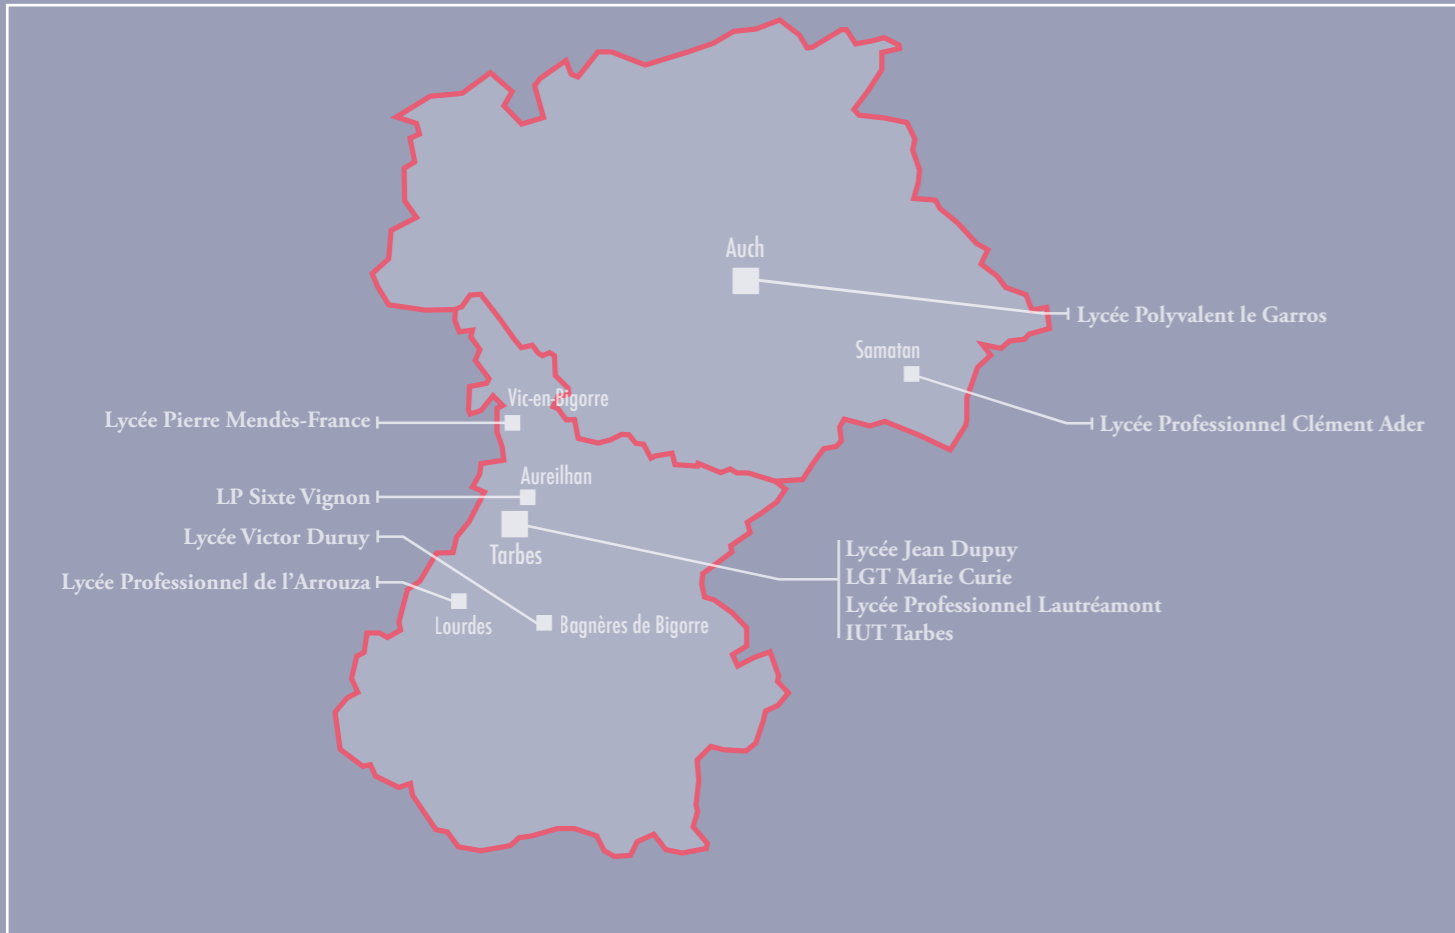 Auch
Lycée Polyvalent le Garros
Samatan
Vic-en-Bigorre
Lycée Pierre Mendès-France
Lycée Professionnel Clément Ader
Aureilhan
LP Sixte Vignon
Lycée Victor Duruy
Tarbes
Lycée Jean Dupuy
LGT Marie Curie
Lycée Professionnel Lautréamont
IUT Tarbes
Lycée Professionnel de l’Arrouza
Lourdes
Bagnères de Bigorre